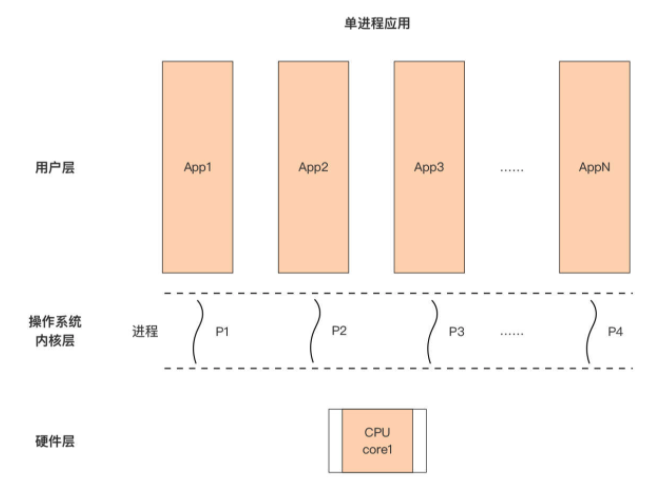 单进程应用
用户层
App1 App2 App3 ...... AppN
操作系统
内核层
进程 P1 P2 P3 ...... P4
硬件层
CPU
core1